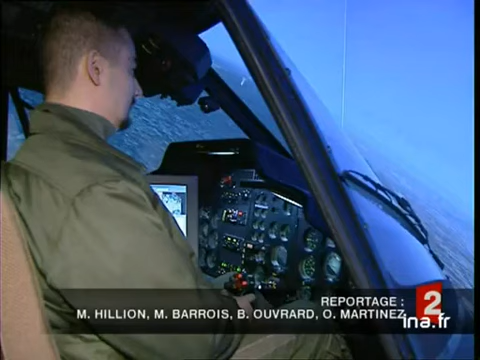 REPORTAGE :
M. HILLION, M. BARROIS, B. OUVRARD, O. MARTINEZ
2
ina.fr